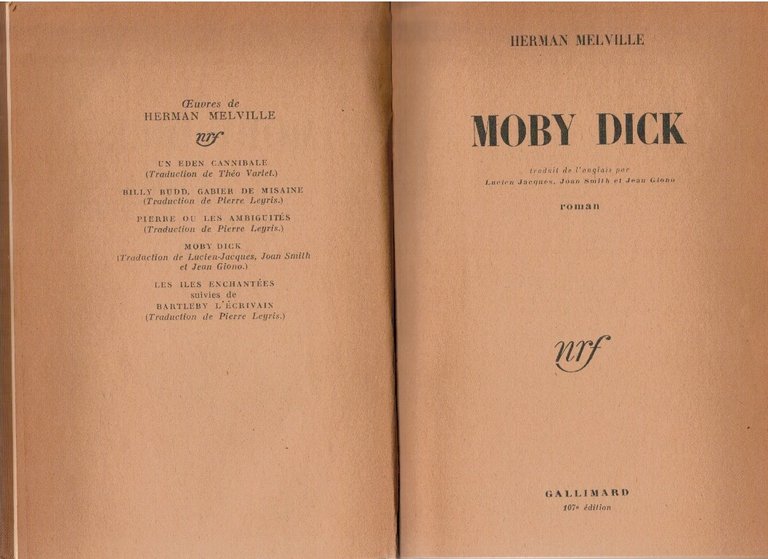 Œuvres de
HERMAN MELVILLE
nrf
UN EDEN CANNIBALE
(Traduction de Théo Varlet.)
BILLY BUDD, GABIER DE MISAINE
(Traduction de Pierre Leyris.)
PIERRE OU LES AMBIGUITÉS
(Traduction de Pierre Leyris.)
MOBY DICK
(Traduction de Lucien-Jacques, Joan Smith
et Jean Giono.)
LES ILES ENCHANTÉES
suivies de
BARTLEBY L'ÉCRIVAIN
(Traduction de Pierre Leyris.)
HERMAN MELVILLE
MOBY DICK
traduit de l'anglais par
Lucien Jacques, Joan Smith et Jean Giono
roman
nrf
GALLIMARD
107e édition